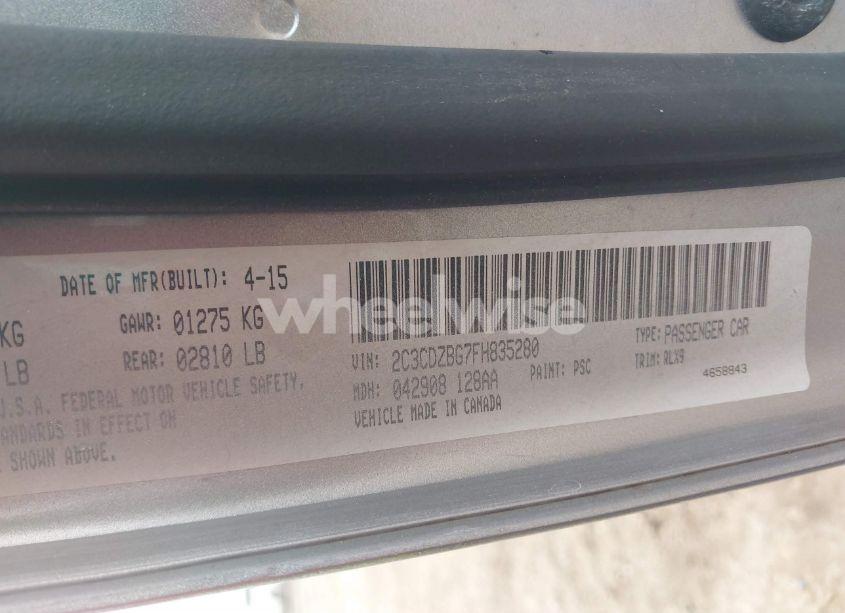 DATE OF MFR(BUILT): 4-15
KG GAWR: 01275 KG
LB REAR: 02810 LB
U.S.A. FEDERAL MOTOR VEHICLE SAFETY,
STANDARDS IN EFFECT ON
SHOWN ABOVE.
wheelwise
VIN: 2C3CDZBG7FH835280 TYPE: PASSENGER CAR
MDH: 042908 128AA PAINT: PSC TRIM: RLX9
VEHICLE MADE IN CANADA 4658843